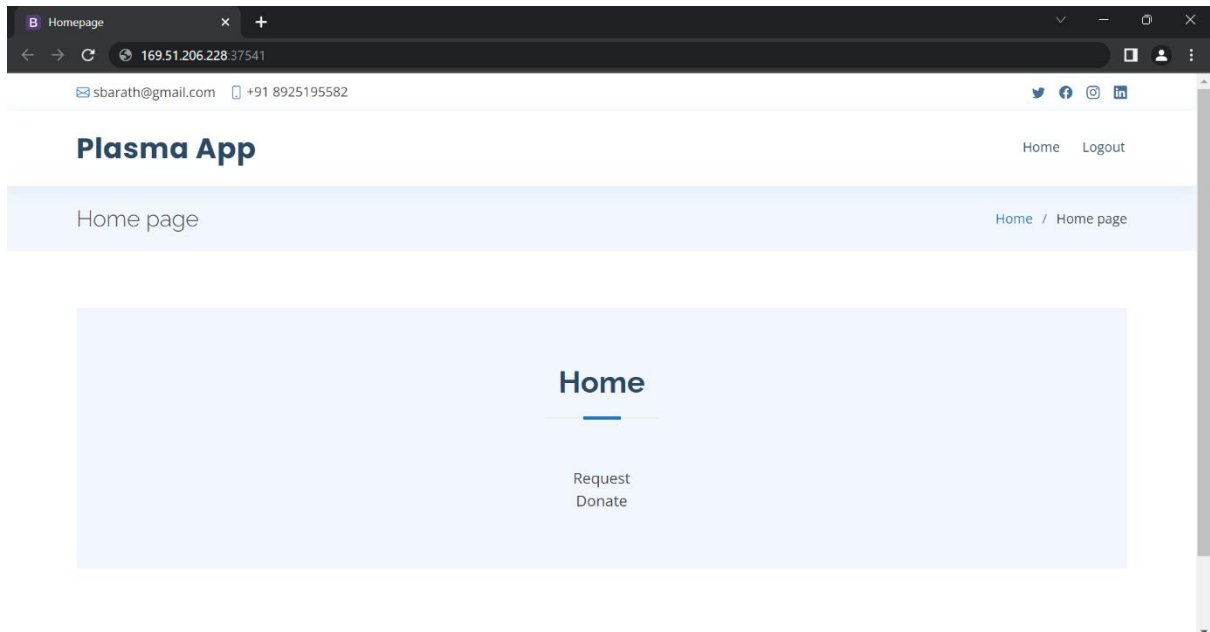 B Homepage
169.51.206.228:37541
sbarath@gmail.com +91 8925195582
in
Plasma App
Home Logout
Home page
Home / Home page
Home
Request
Donate